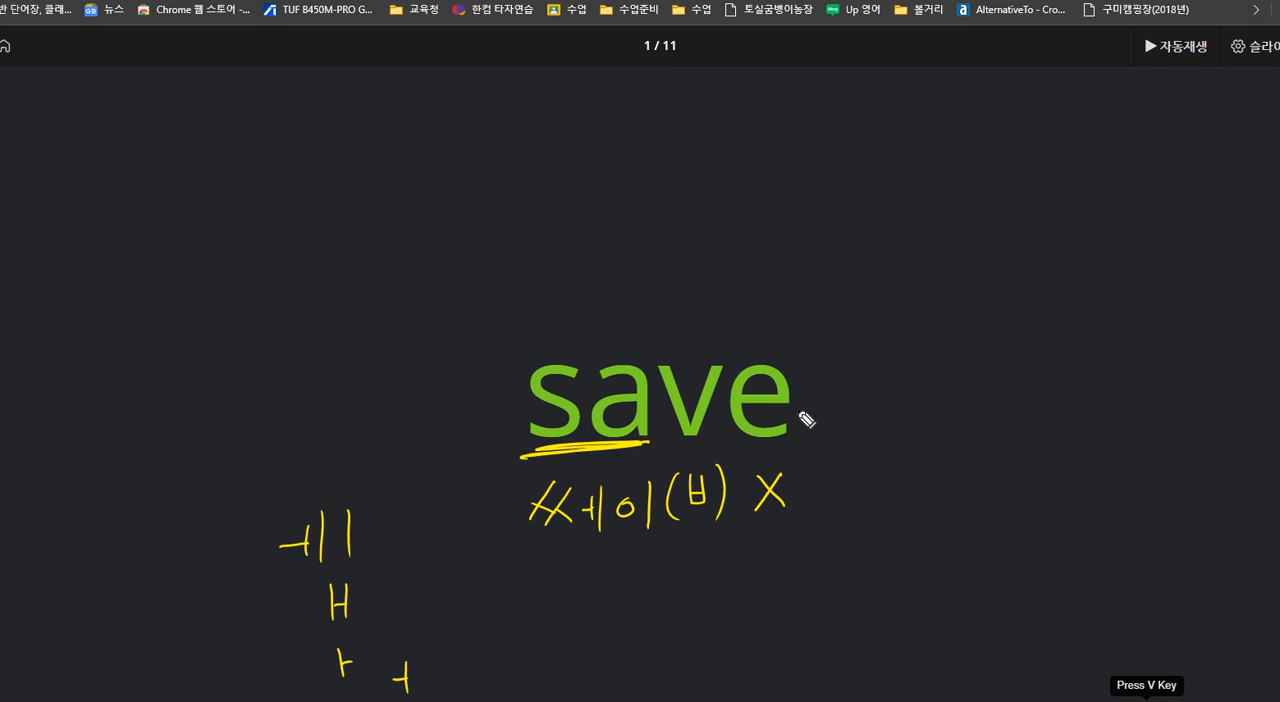 반 단어장, 클래... 뉴스 Chrome 웹 스토어 -... TUF B450M-PRO G... 교육청 한컴 타자연습 수업 수업준비 수업 토실굼벵이농장 Up 영어 볼거리 AlternativeTo - Cro... 구미캠핑장(2018년)
1 / 11 자동재생 슬라이
save
쎄이(ㅂ) X
ㅔㅣ
ㅐ
ㅏ ㅓ
Press V Key